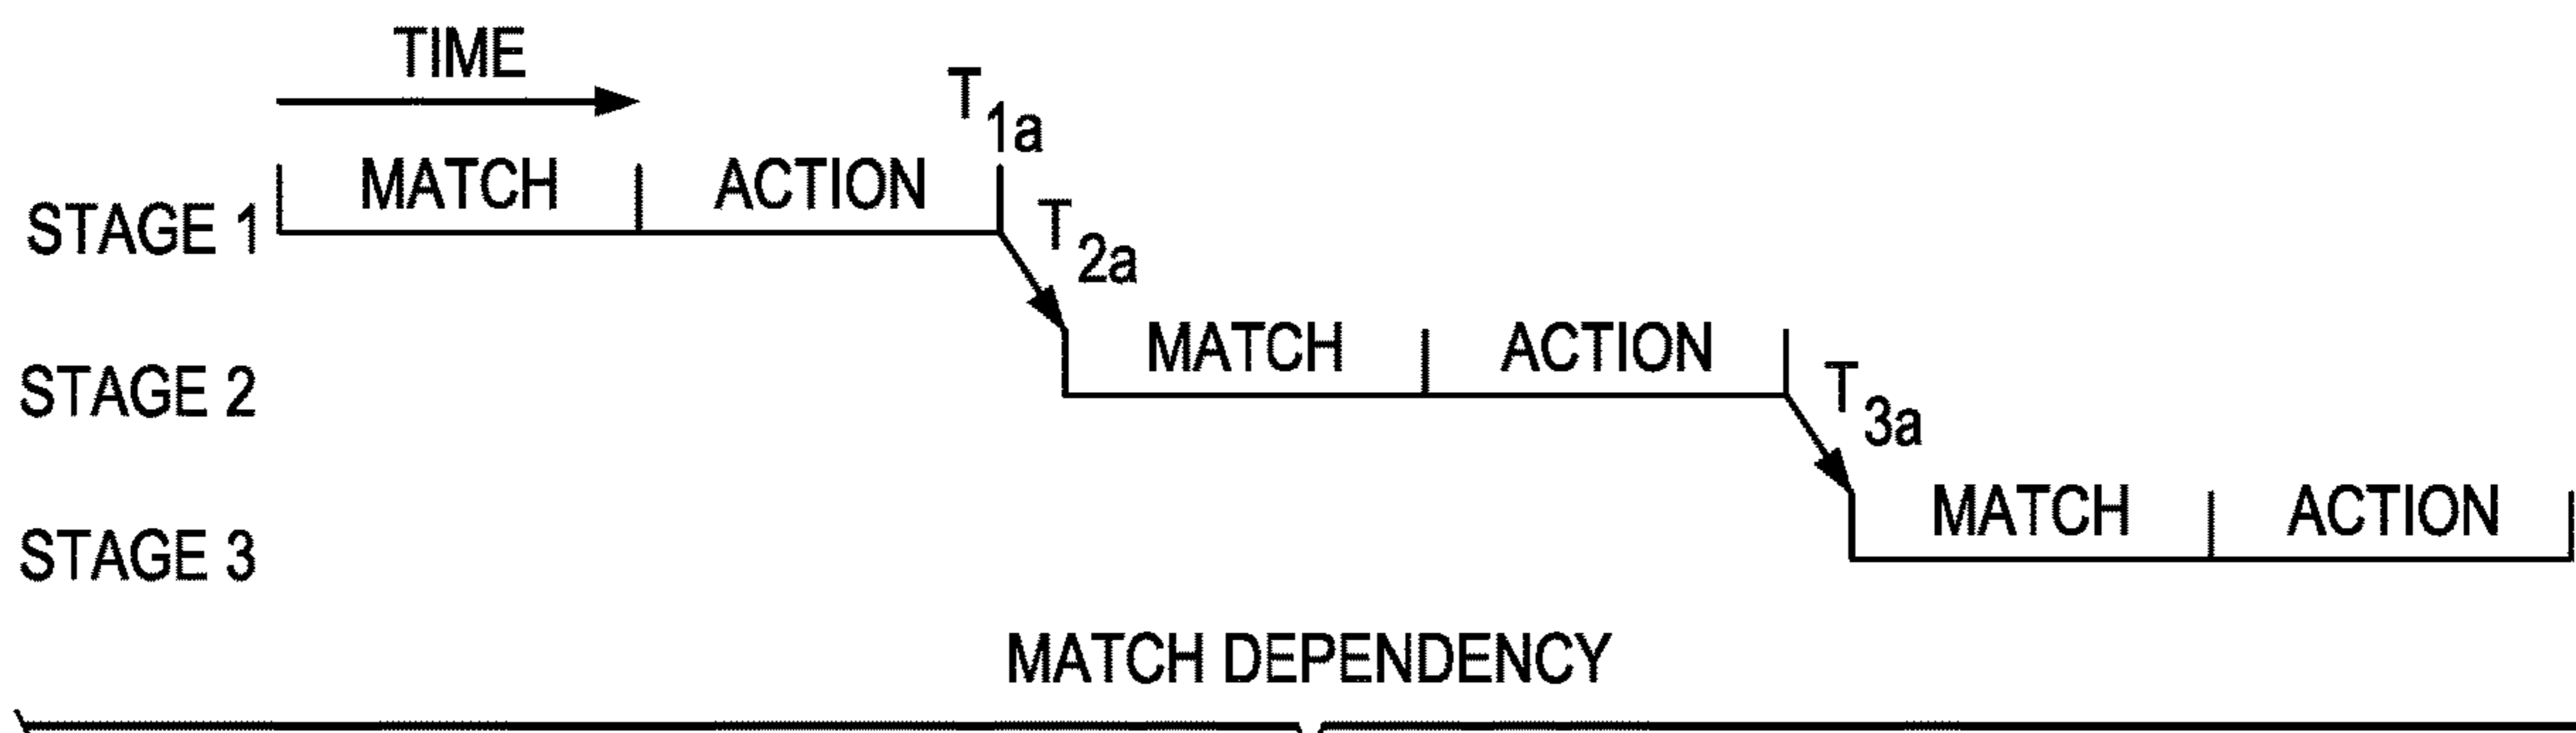 TIME
T1a
STAGE 1 MATCH ACTION
T2a
STAGE 2 MATCH ACTION
T3a
STAGE 3 MATCH ACTION
MATCH DEPENDENCY